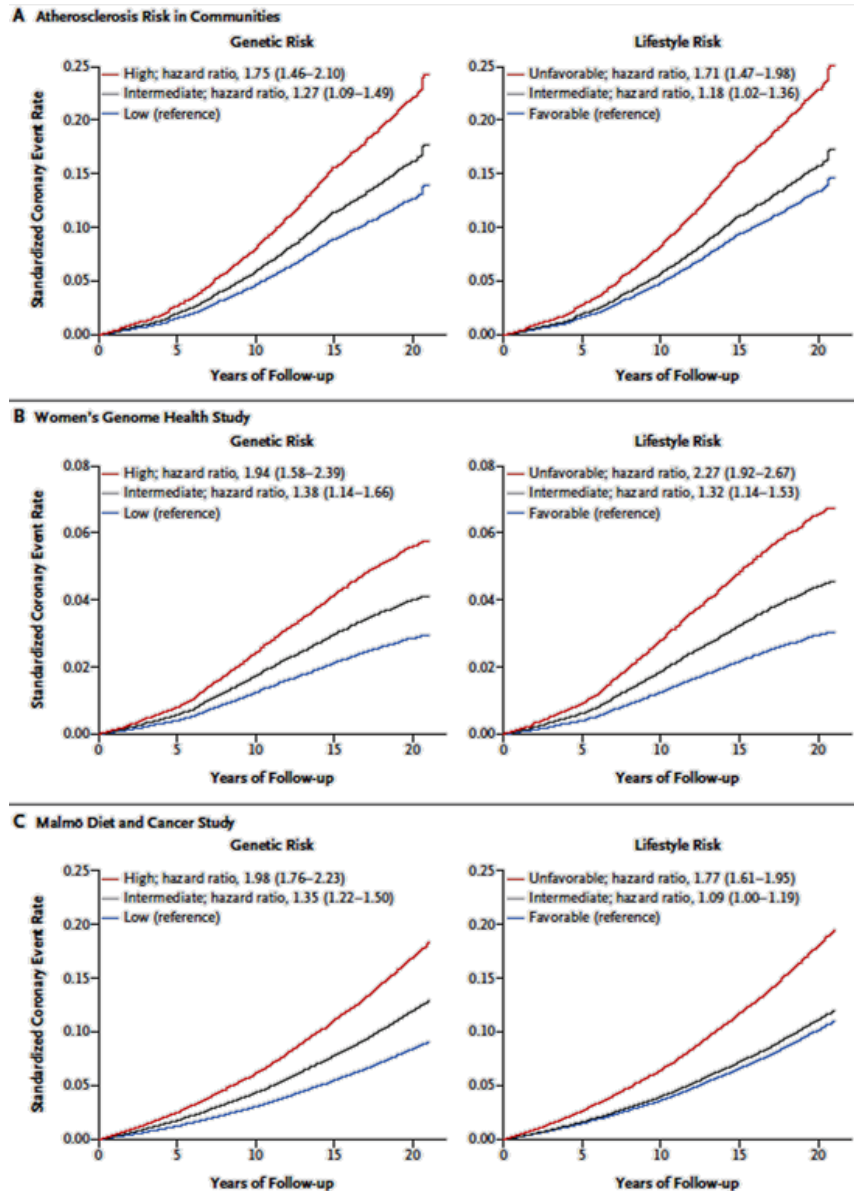 A Atherosclerosis Risk in Communities
Genetic Risk
Standardized Coronary Event Rate
0.25
0.20
0.15
0.10
0.05
0.00
High; hazard ratio, 1.75 (1.46–2.10)
Intermediate; hazard ratio, 1.27 (1.09–1.49)
Low (reference)
0 5 10 15 20
Years of Follow-up
Lifestyle Risk
0.25
0.20
0.15
0.10
0.05
0.00
Unfavorable; hazard ratio, 1.71 (1.47–1.98)
Intermediate; hazard ratio, 1.18 (1.02–1.36)
Favorable (reference)
0 5 10 15 20
Years of Follow-up
B Women's Genome Health Study
Genetic Risk
Standardized Coronary Event Rate
0.08
0.06
0.04
0.02
0.00
High; hazard ratio, 1.94 (1.58–2.39)
Intermediate; hazard ratio, 1.38 (1.14–1.66)
Low (reference)
0 5 10 15 20
Years of Follow-up
Lifestyle Risk
0.08
0.06
0.04
0.02
0.00
Unfavorable; hazard ratio, 2.27 (1.92–2.67)
Intermediate; hazard ratio, 1.32 (1.14–1.53)
Favorable (reference)
0 5 10 15 20
Years of Follow-up
C Malmö Diet and Cancer Study
Genetic Risk
Standardized Coronary Event Rate
0.25
0.20
0.15
0.10
0.05
0.00
High; hazard ratio, 1.98 (1.76–2.23)
Intermediate; hazard ratio, 1.35 (1.22–1.50)
Low (reference)
0 5 10 15 20
Years of Follow-up
Lifestyle Risk
0.25
0.20
0.15
0.10
0.05
0.00
Unfavorable; hazard ratio, 1.77 (1.61–1.95)
Intermediate; hazard ratio, 1.09 (1.00–1.19)
Favorable (reference)
0 5 10 15 20
Years of Follow-up